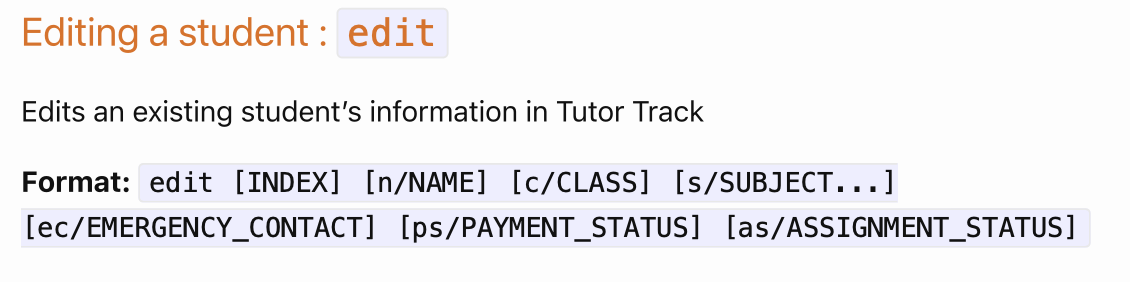 Editing a student : edit
Edits an existing student’s information in Tutor Track
Format: edit [INDEX] [n/NAME] [c/CLASS] [s/SUBJECT...]
[ec/EMERGENCY_CONTACT] [ps/PAYMENT_STATUS] [as/ASSIGNMENT_STATUS]